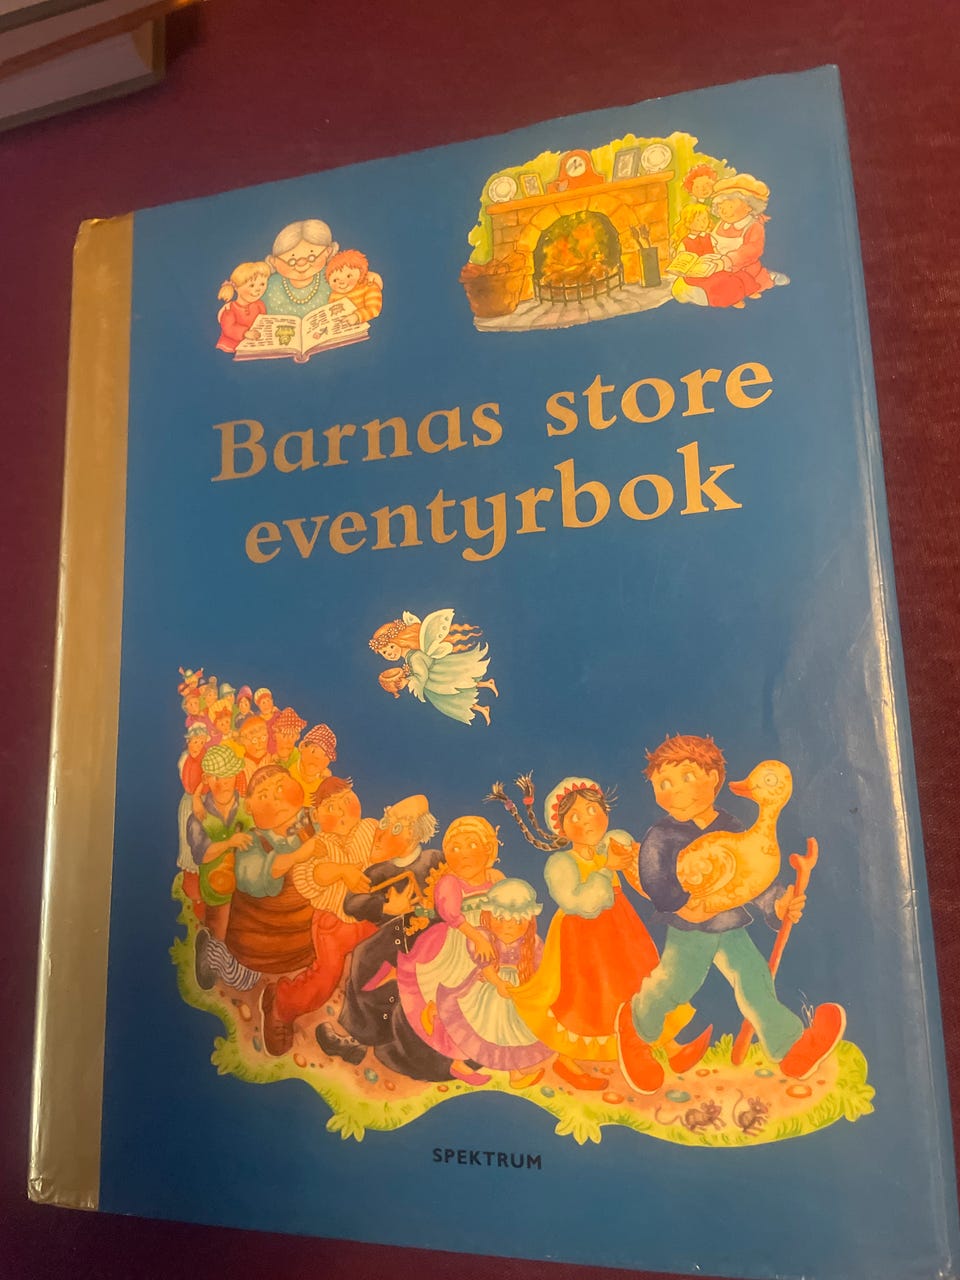 Barnas store
eventyrbok
SPEKTRUM